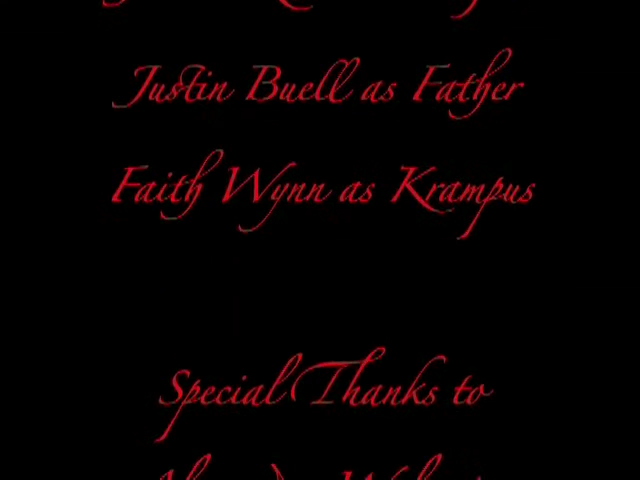 Justin Buell as Father
Faith Wynn as Krampus
Special Thanks to